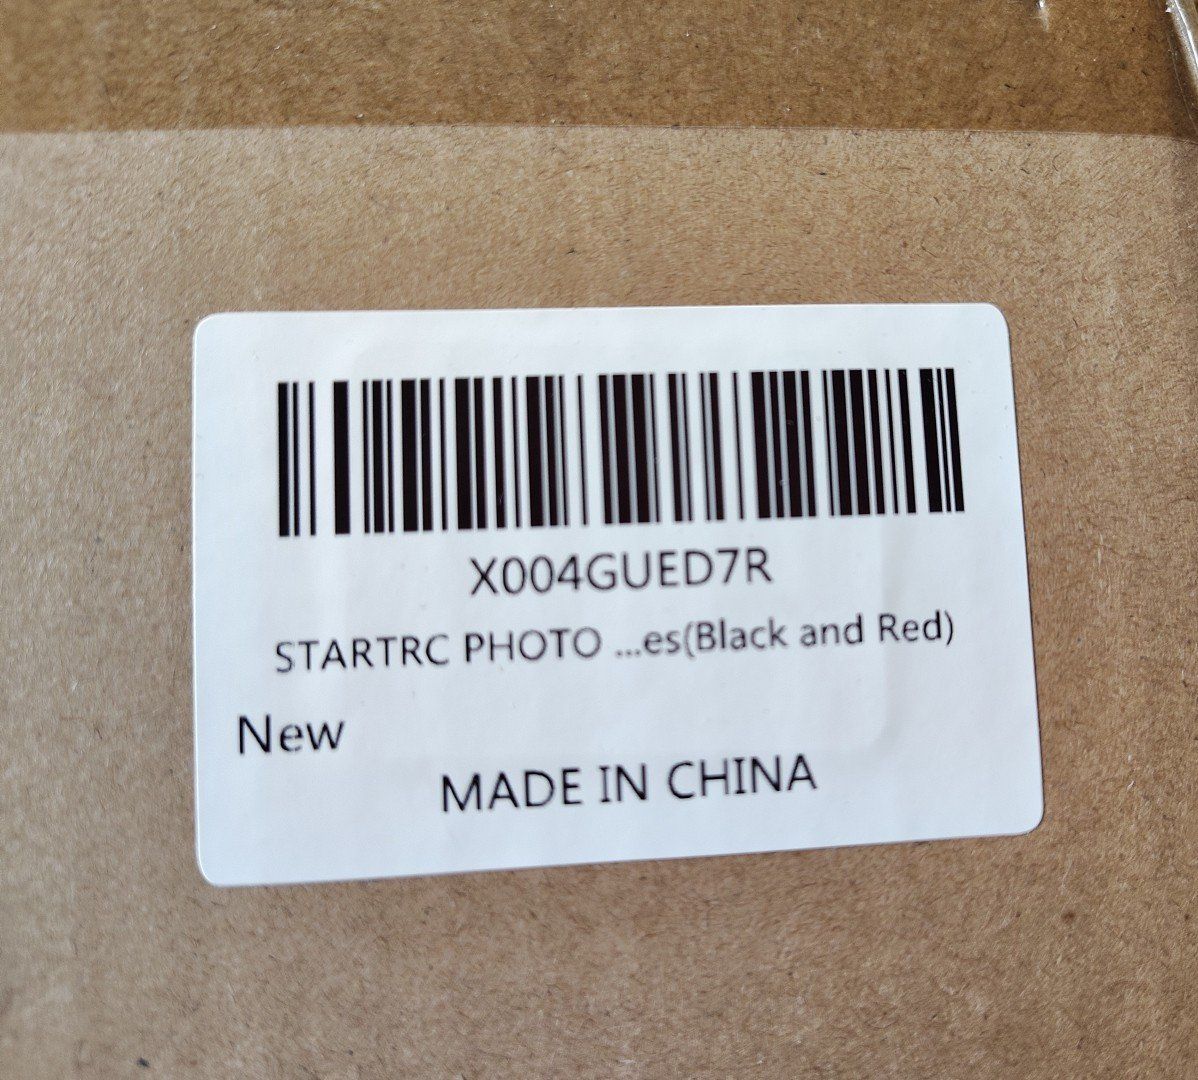 X004GUED7R
STARTRC PHOTO ...es(Black and Red)
New
MADE IN CHINA